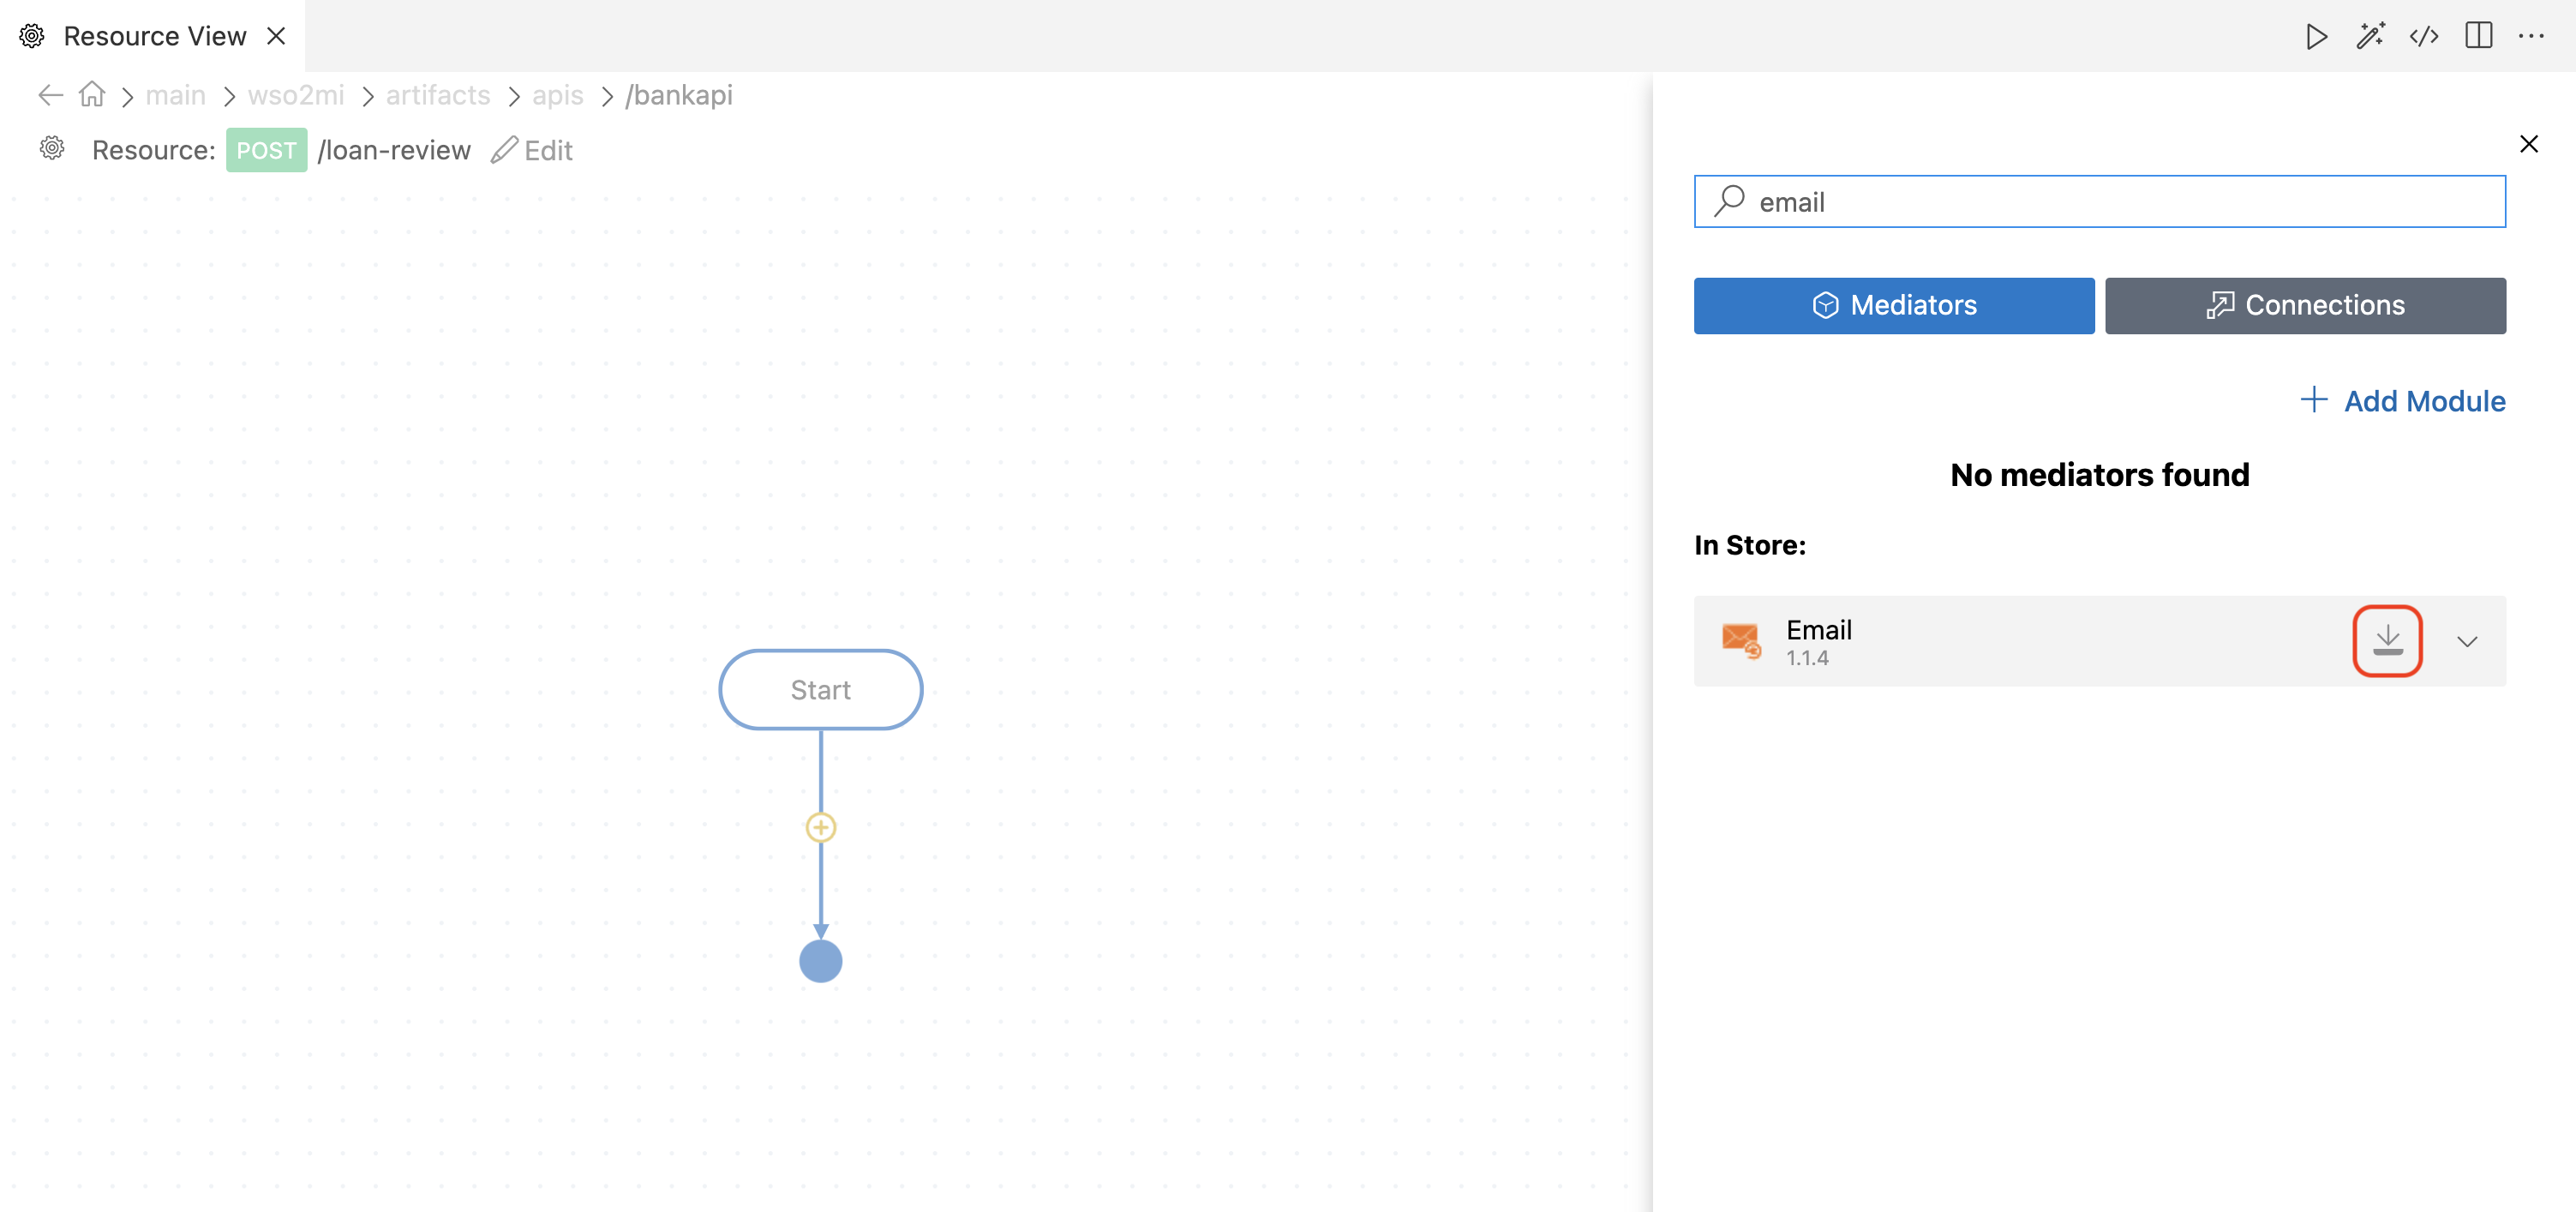 Resource View
main > wso2mi > artifacts > apis > /bankapi
Resource: POST /loan-review Edit
email
Mediators
Connections
Add Module
No mediators found
In Store:
Email
1.1.4
Start